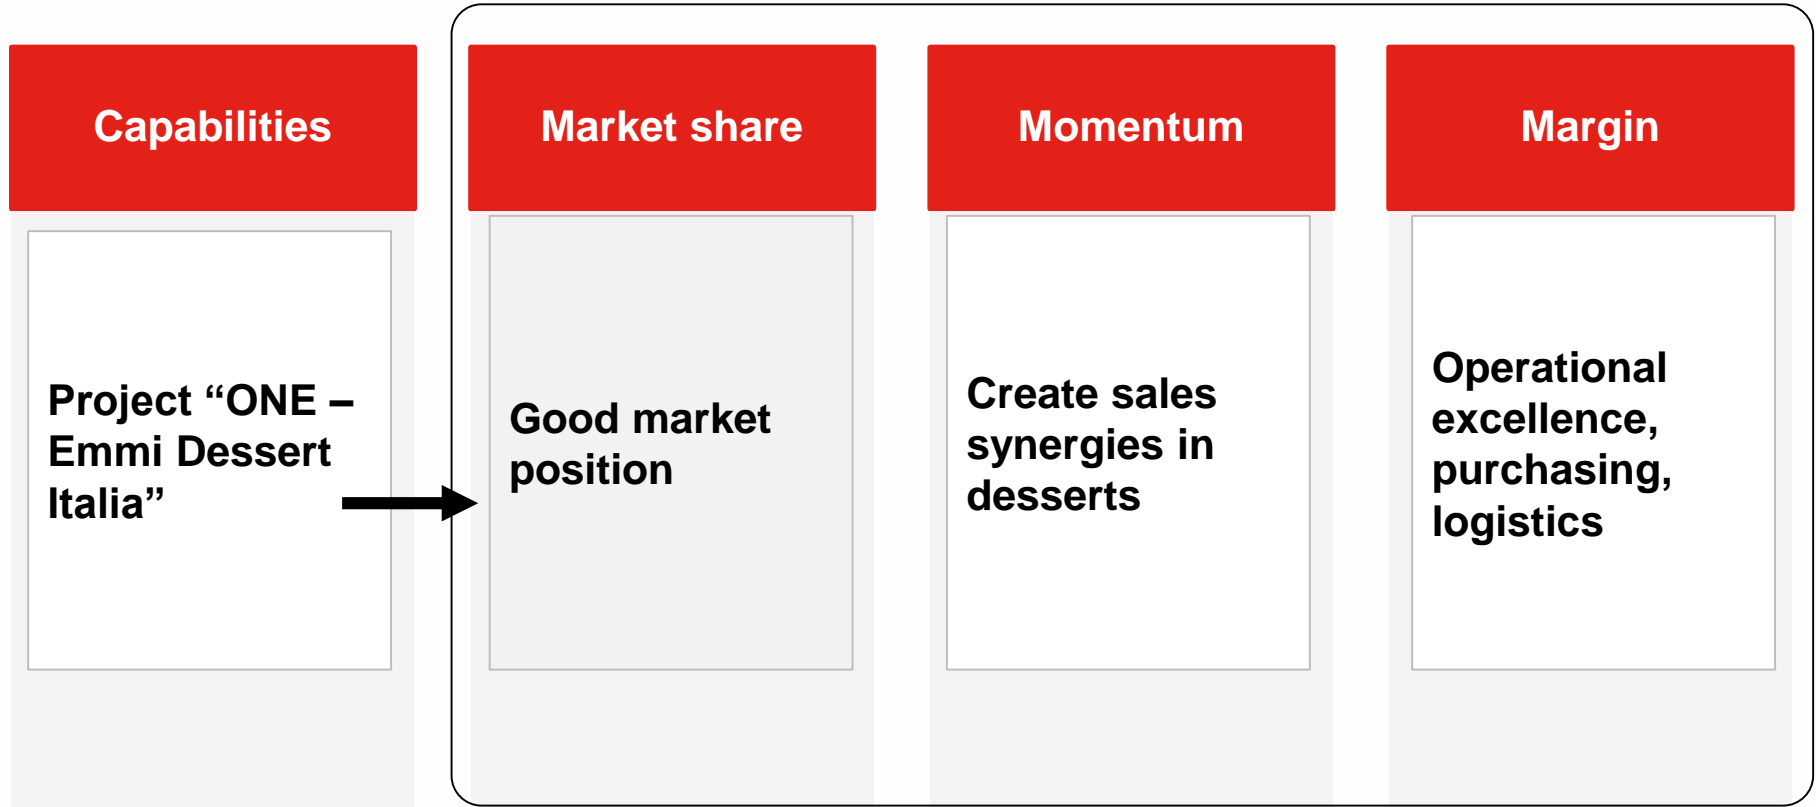 Capabilities
Market share
Momentum
Margin
Project “ONE –
Emmi Dessert
Italia”
Good market
position
Create sales
synergies in
desserts
Operational
excellence,
purchasing,
logistics